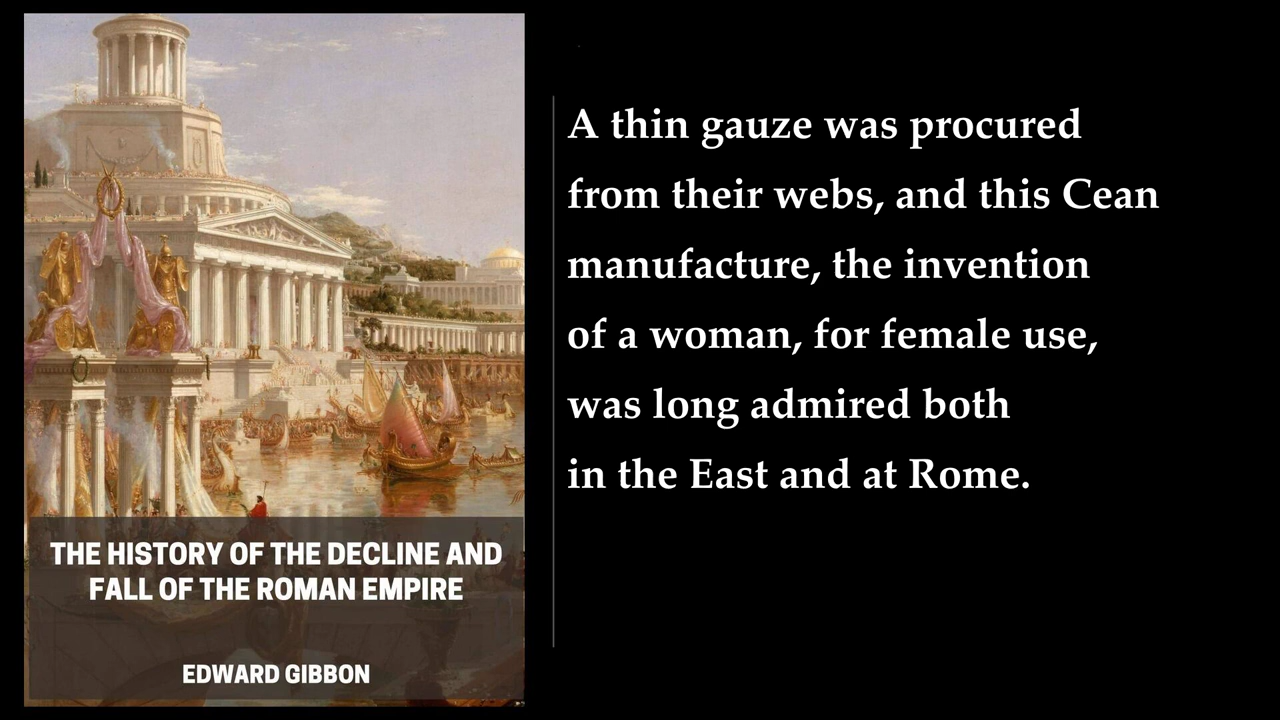 THE HISTORY OF THE DECLINE AND
FALL OF THE ROMAN EMPIRE
EDWARD GIBBON
A thin gauze was procured
from their webs, and this Cean
manufacture, the invention
of a woman, for female use,
was long admired both
in the East and at Rome.